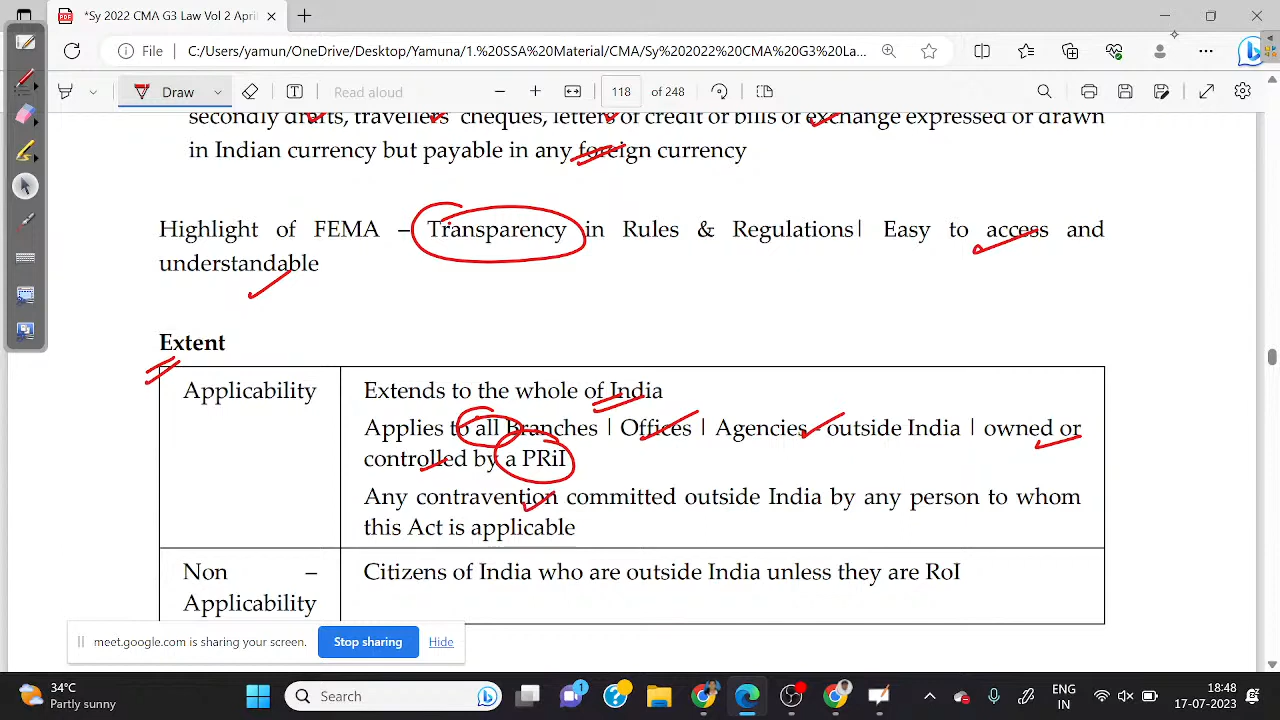 *Sy 2022 CMA G3 Law Vol 2 April
File C:/Users/yamun/OneDrive/Desktop/Yamuna/1.%20SSA%20Material/CMA/Sy%202022%20CMA%20G3%20La...
Draw Read aloud 118 of 248
secondly drafts, travellers' cheques, letters of credit or bills of exchange expressed or drawn
in Indian currency but payable in any foreign currency
Highlight of FEMA – Transparency in Rules & Regulations| Easy to access and
understandable
Extent
Applicability
Extends to the whole of India
Applies to all Branches | Offices | Agencies - outside India | owned or
controlled by a PRiI
Any contravention committed outside India by any person to whom
this Act is applicable
Non –
Applicability
Citizens of India who are outside India unless they are RoI
meet.google.com is sharing your screen. Stop sharing Hide
34°C
Partly sunny
Search
1
ENG
IN
18:48
17-07-2023